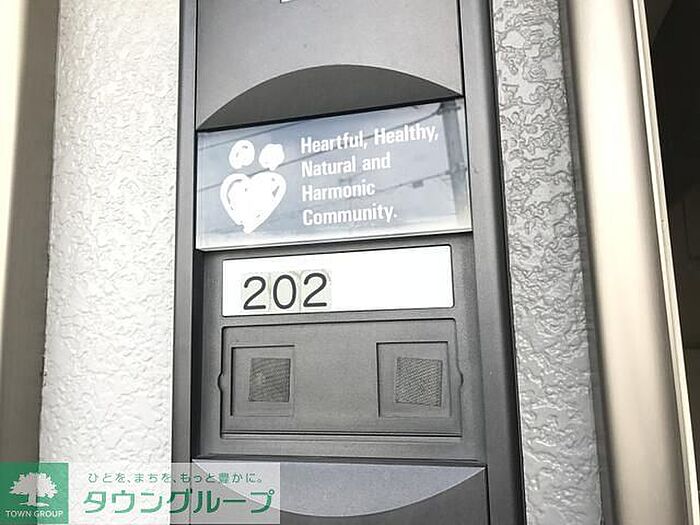 Heartful, Healthy,
Natural and
Harmonic
Community.
202
ひとを、まちを、もっと豊かに。
タウングループ
TOWN GROUP